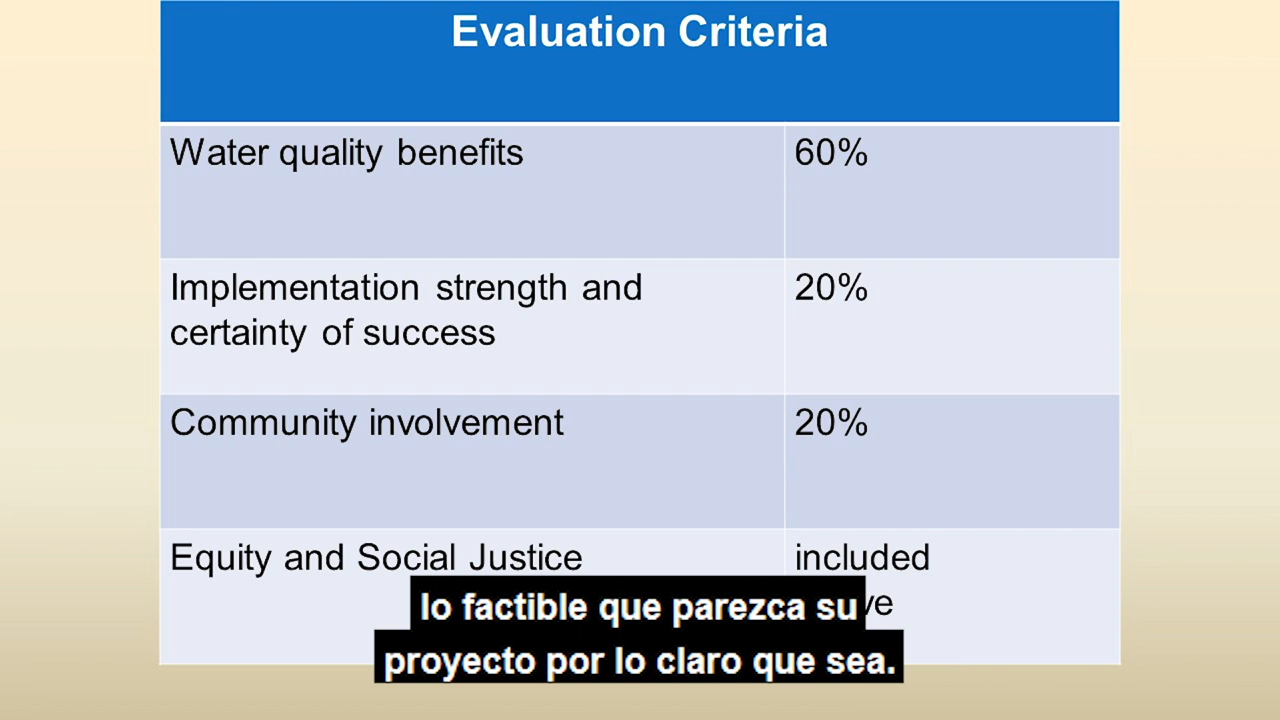 Evaluation Criteria
Water quality benefits 60%
Implementation strength and 20%
certainty of success
Community involvement 20%
Equity and Social Justice included
lo factible que parezca su
proyecto por lo claro que sea.